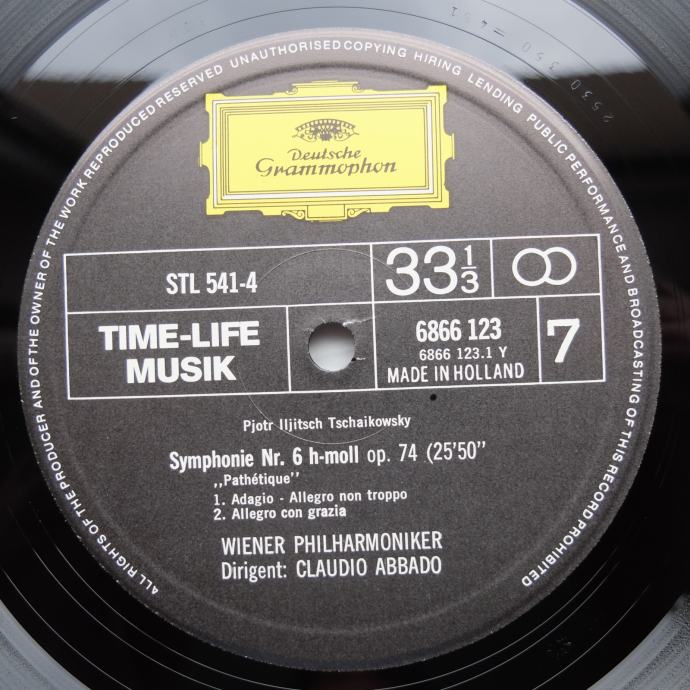 ALL RIGHTS OF THE PRODUCER AND OF THE OWNER OF THE WORK REPRODUCED RESERVED UNAUTHORISED COPYING HIRING LENDING PUBLIC PERFORMANCE AND BROADCASTING OF THIS RECORD PROHIBITED
Deutsche
Grammophon
STL 541-4
33 1/3
TIME-LIFE
MUSIK
6866 123
6866 123.1 Y
MADE IN HOLLAND
7
Pjotr Iljitsch Tschaikowsky
Symphonie Nr. 6 h-moll op. 74 (25'50")
,,Pathétique"
1. Adagio - Allegro non troppo
2. Allegro con grazia
WIENER PHILHARMONIKER
Dirigent: CLAUDIO ABBADO